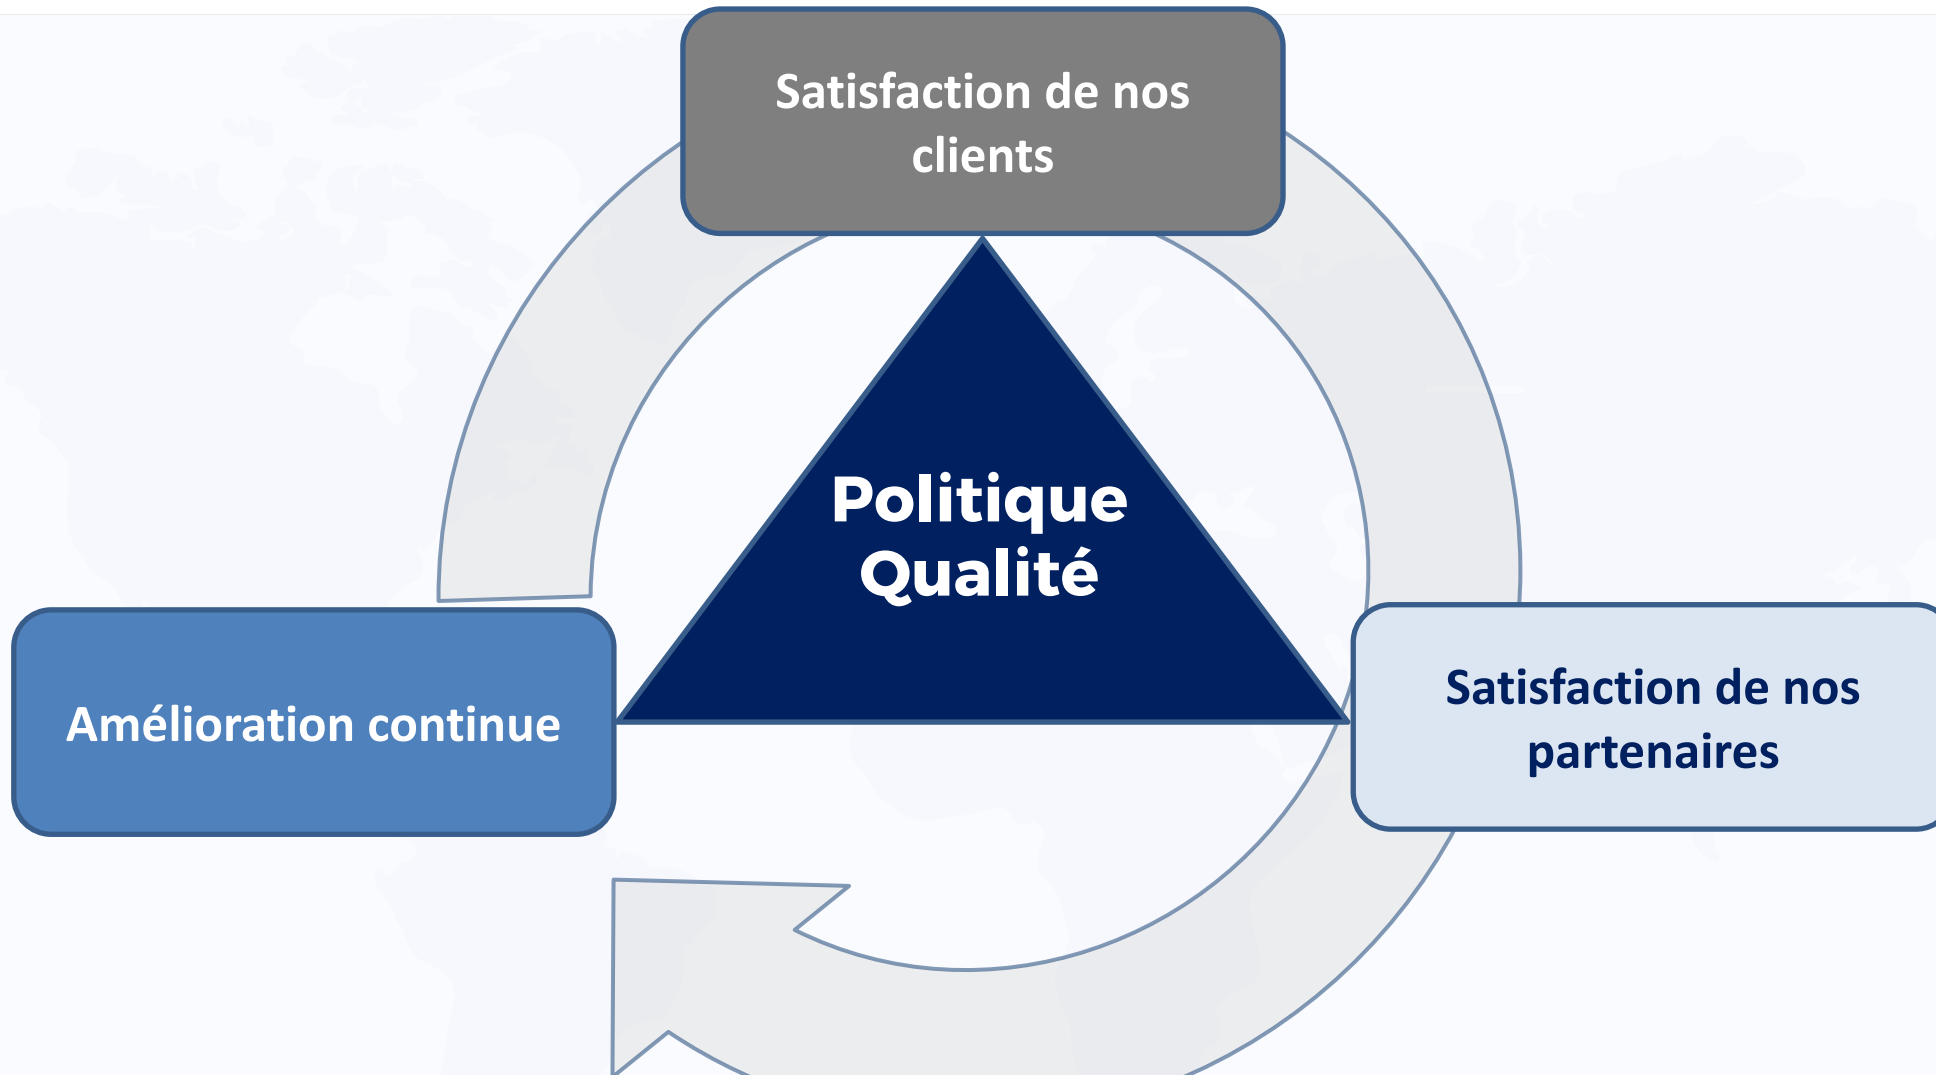 Satisfaction de nos
clients
Politique
Qualité
Amélioration continue
Satisfaction de nos
partenaires